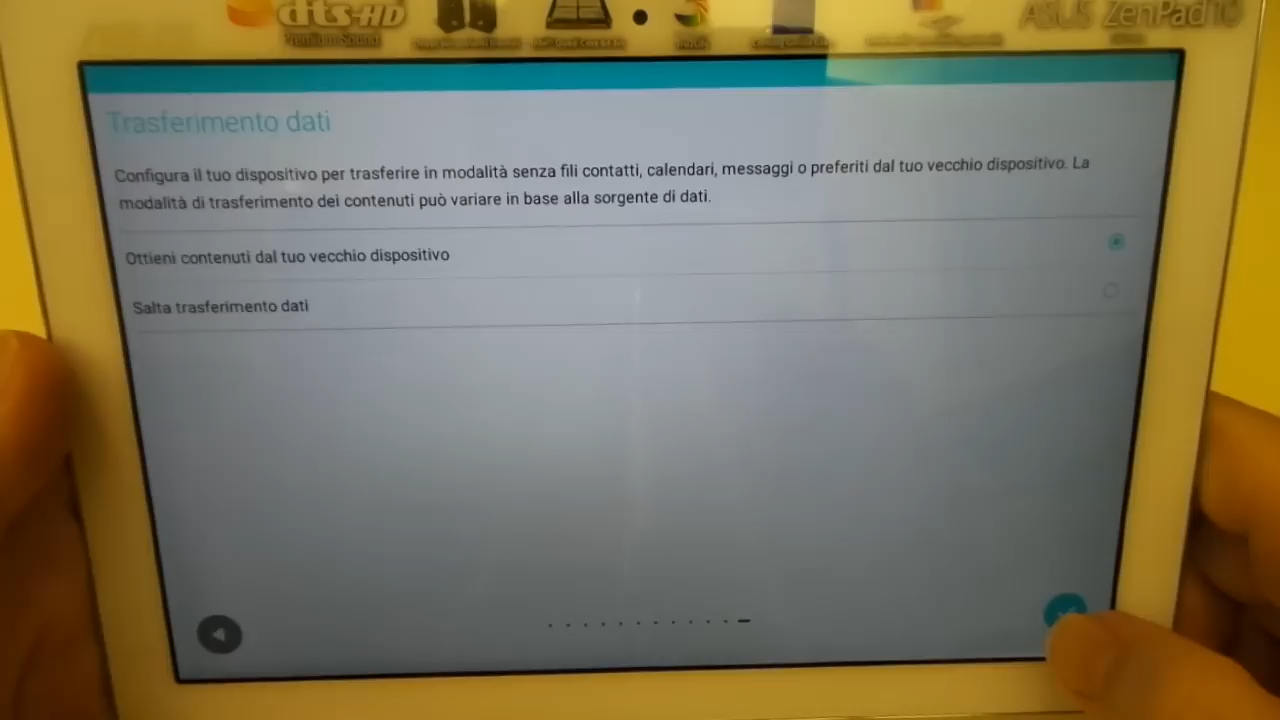 dts-HD
Premium Sound
ASUS ZenPad 10
Trasferimento dati
Configura il tuo dispositivo per trasferire in modalità senza fili contatti, calendari, messaggi o preferiti dal tuo vecchio dispositivo. La
modalità di trasferimento dei contenuti può variare in base alla sorgente di dati.
Ottieni contenuti dal tuo vecchio dispositivo
Salta trasferimento dati